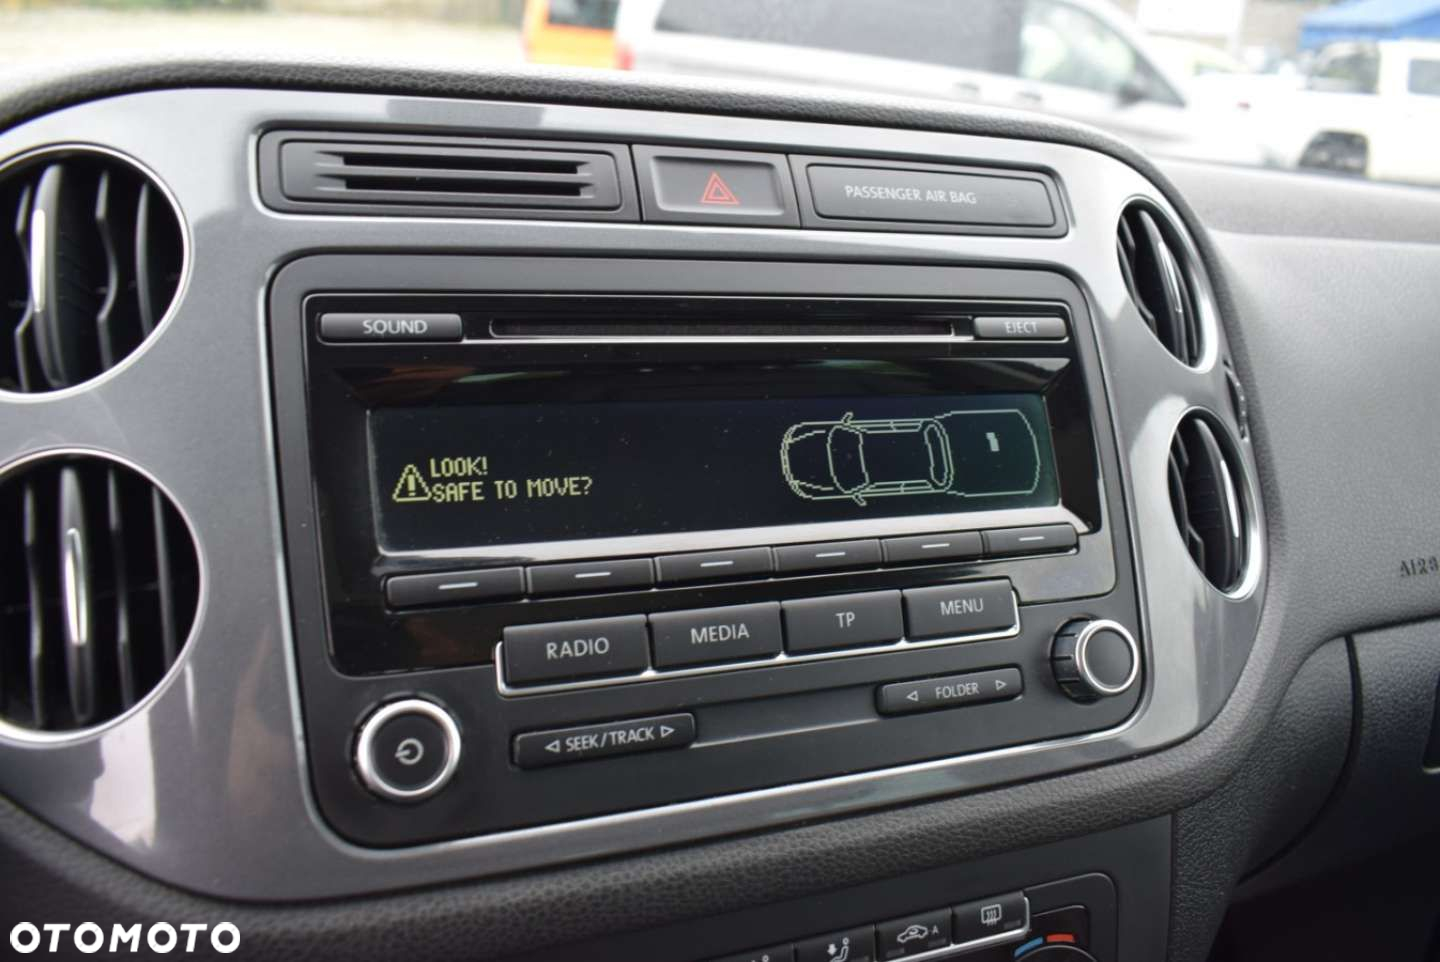 PASSENGER AIR BAG
SOUND
EJECT
LOOK!
SAFE TO MOVE?
RADIO
MEDIA
TP
MENU
FOLDER
SEEK/TRACK
A
OTOMOTO